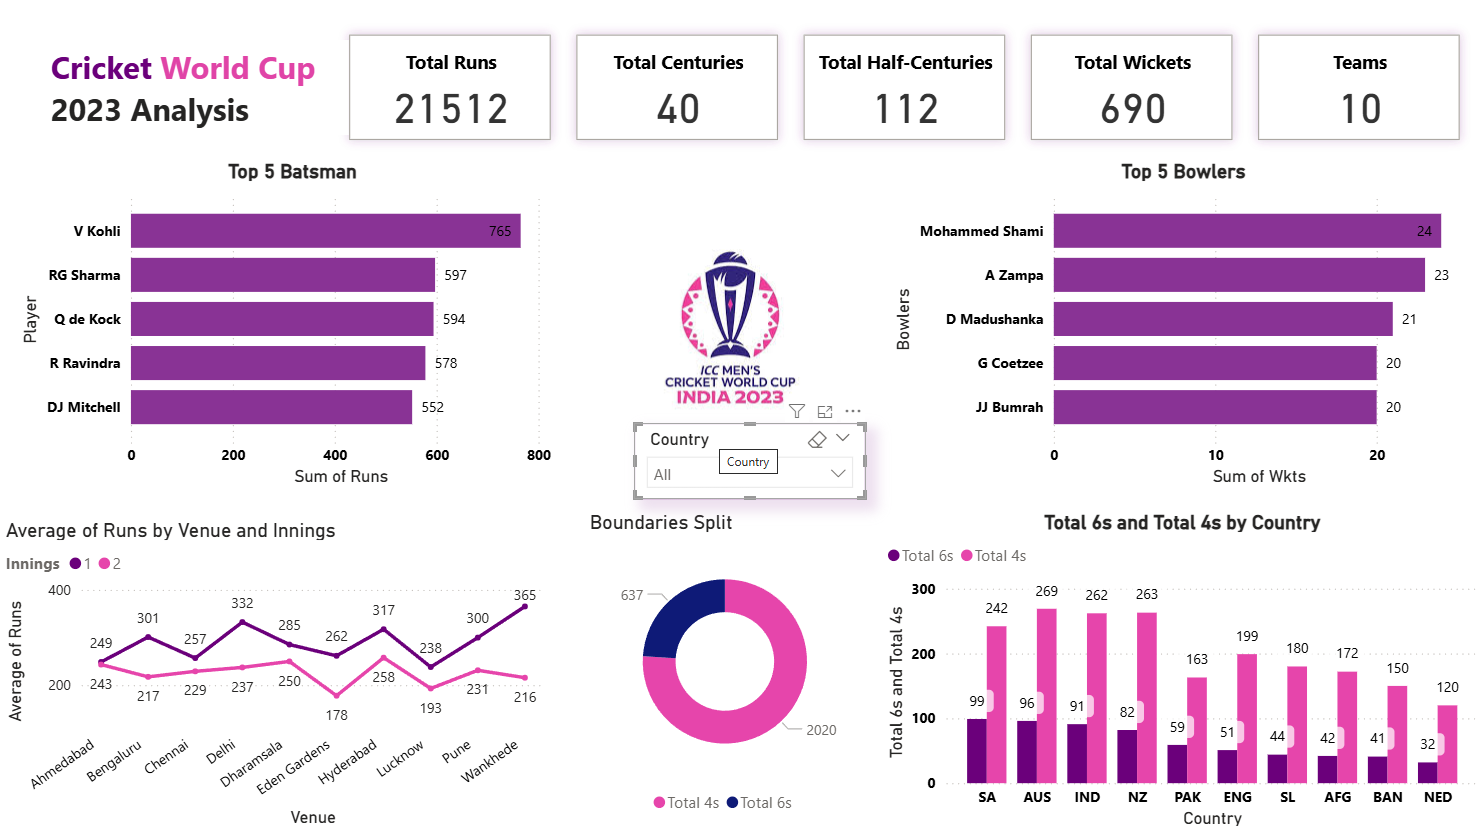 Cricket World Cup
2023 Analysis
Total Runs
21512
Total Centuries
40
Total Half-Centuries
112
Total Wickets
690
Teams
10
Top 5 Batsman
Player
V Kohli 765
RG Sharma 597
Q de Kock 594
R Ravindra 578
DJ Mitchell 552
0 200 400 600 800
Sum of Runs
ICC MEN'S
CRICKET WORLD CUP
INDIA 2023
Country
All
Country
Top 5 Bowlers
Bowlers
Mohammed Shami 24
A Zampa 23
D Madushanka 21
G Coetzee 20
JJ Bumrah 20
0 10 20
Sum of Wkts
Average of Runs by Venue and Innings
Innings 1 2
Average of Runs
400
200
249 301 257 332 285 262 317 238 300 365
243 217 229 237 250 178 258 193 231 216
Ahmedabad Bengaluru Chennai Delhi Dharamsala Eden Gardens Hyderabad Lucknow Pune Wankhede
Venue
Boundaries Split
637
2020
Total 4s Total 6s
Total 6s and Total 4s by Country
Total 6s Total 4s
Total 6s and Total 4s
300
200
100
0
242 269 262 263 163 199 180 172 150 120
99 96 91 82 59 51 44 42 41 32
SA AUS IND NZ PAK ENG SL AFG BAN NED
Country